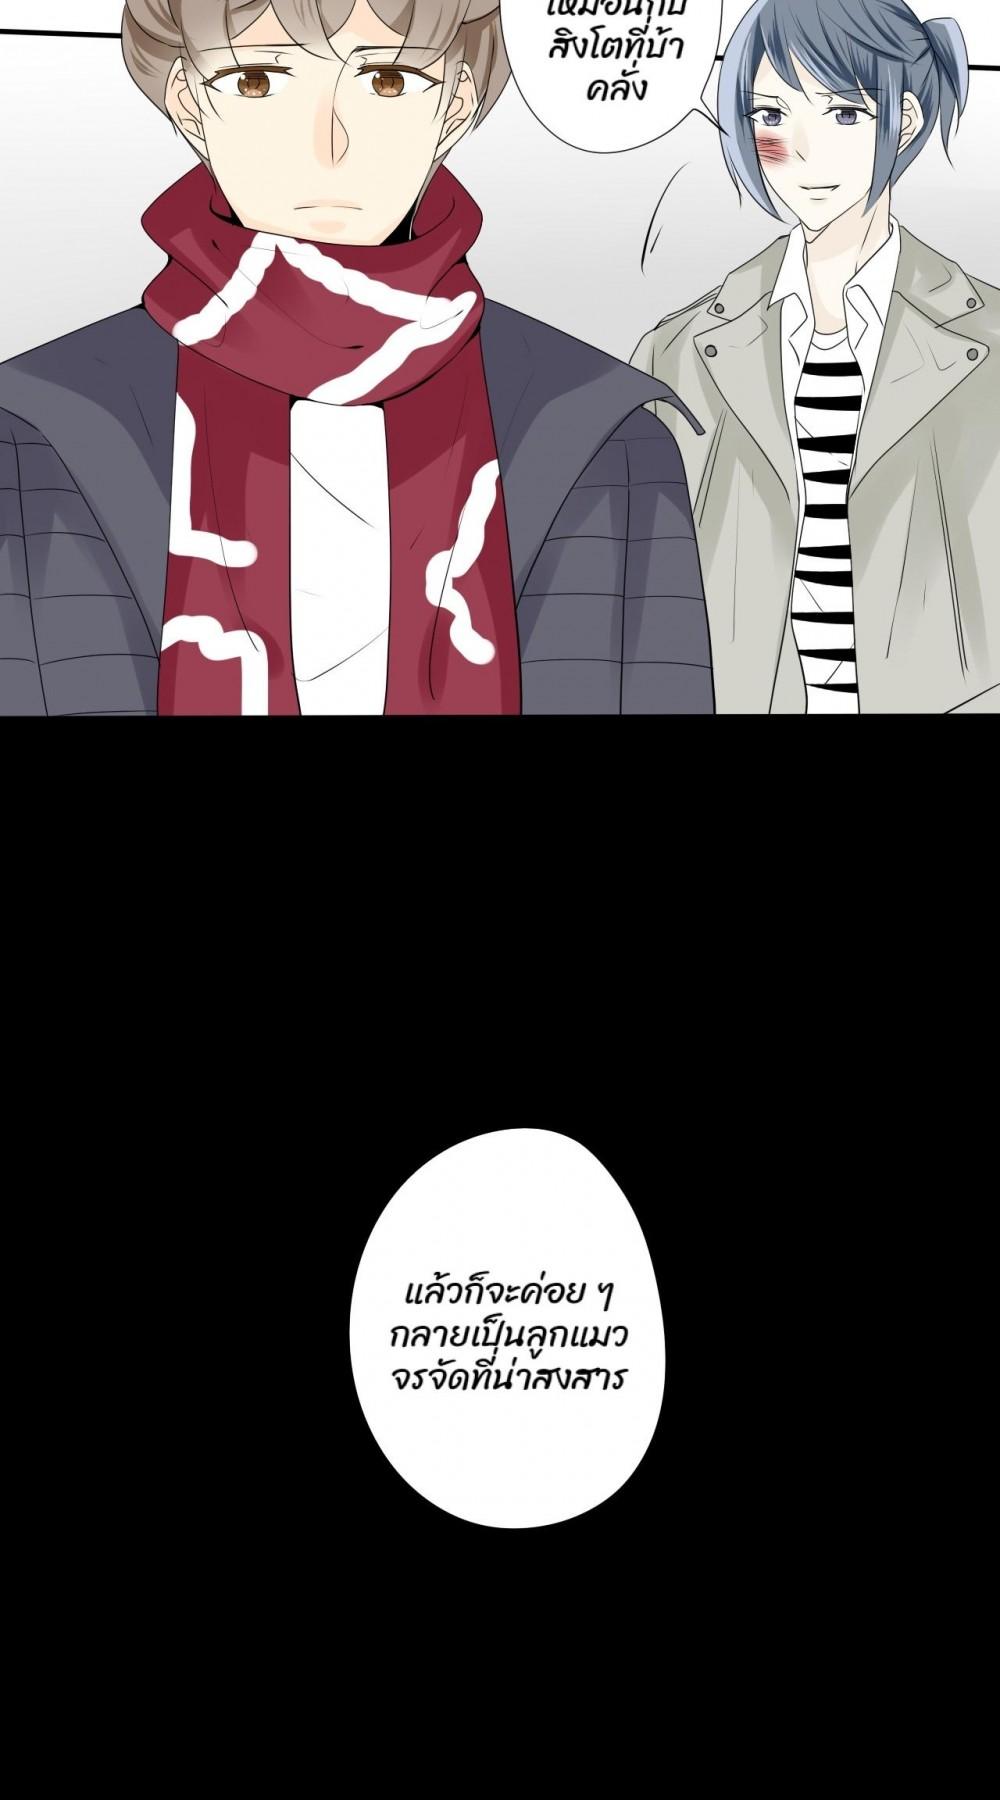 เหมือนกับ
สิงโตที่บ้า
คลั่ง
แล้วก็จะค่อย ๆ
กลายเป็นลูกแมว
จรจัดที่น่าสงสาร